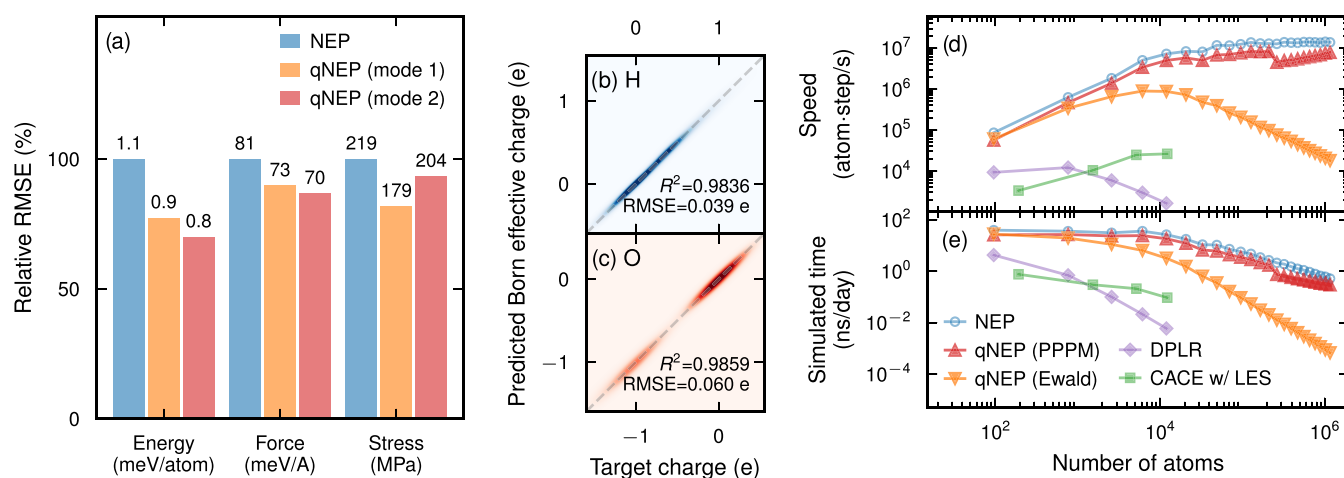 (a)
NEP
qNEP (mode 1)
qNEP (mode 2)
Relative RMSE (%)
100
50
0
1.1
0.9
0.8
81
73
70
219
179
204
Energy
(meV/atom)
Force
(meV/A)
Stress
(MPa)
0 1
(b) H
1
0
R²=0.9836
RMSE=0.039 e
Predicted Born effective charge (e)
(c) O
0
−1
R²=0.9859
RMSE=0.060 e
−1 0
Target charge (e)
(d)
Speed
(atom·step/s)
10⁷
10⁶
10⁵
10⁴
10³
(e)
Simulated time
(ns/day)
10²
10⁰
10⁻²
10⁻⁴
NEP
qNEP (PPPM)
qNEP (Ewald)
DPLR
CACE w/ LES
10² 10⁴ 10⁶
Number of atoms